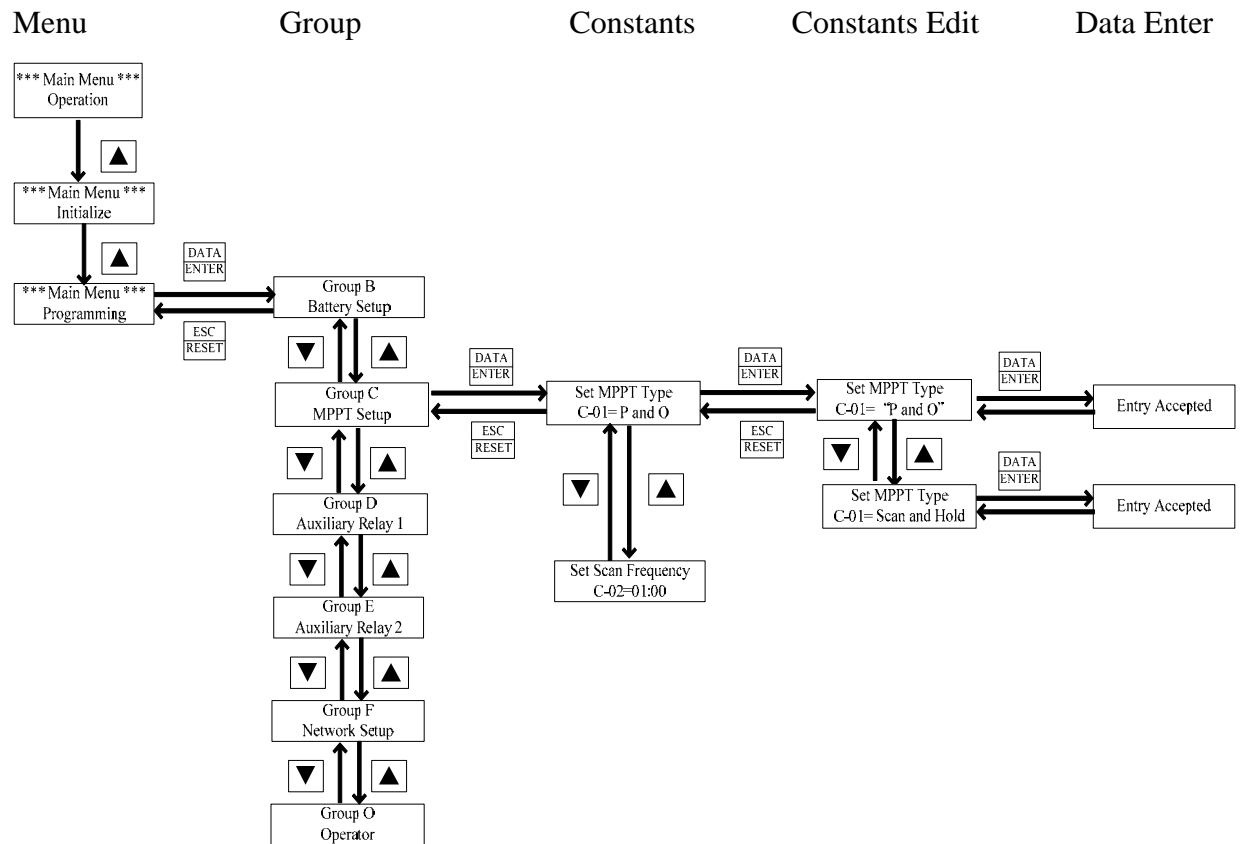 Menu Group Constants Constants Edit Data Enter
*** Main Menu ***
Operation
▲
*** Main Menu ***
Initialize
▲
*** Main Menu ***
Programming
DATA
ENTER
ESC
RESET
Group B
Battery Setup
▼ ▲
Group C
MPPT Setup
▼ ▲
Group D
Auxiliary Relay 1
▼ ▲
Group E
Auxiliary Relay 2
▼ ▲
Group F
Network Setup
▼ ▲
Group O
Operator
DATA
ENTER
ESC
RESET
Set MPPT Type
C-01= P and O
▼ ▲
Set Scan Frequency
C-02=01:00
DATA
ENTER
ESC
RESET
Set MPPT Type
C-01= “P and O”
▼ ▲
Set MPPT Type
C-01= Scan and Hold
DATA
ENTER
Entry Accepted
DATA
ENTER
Entry Accepted